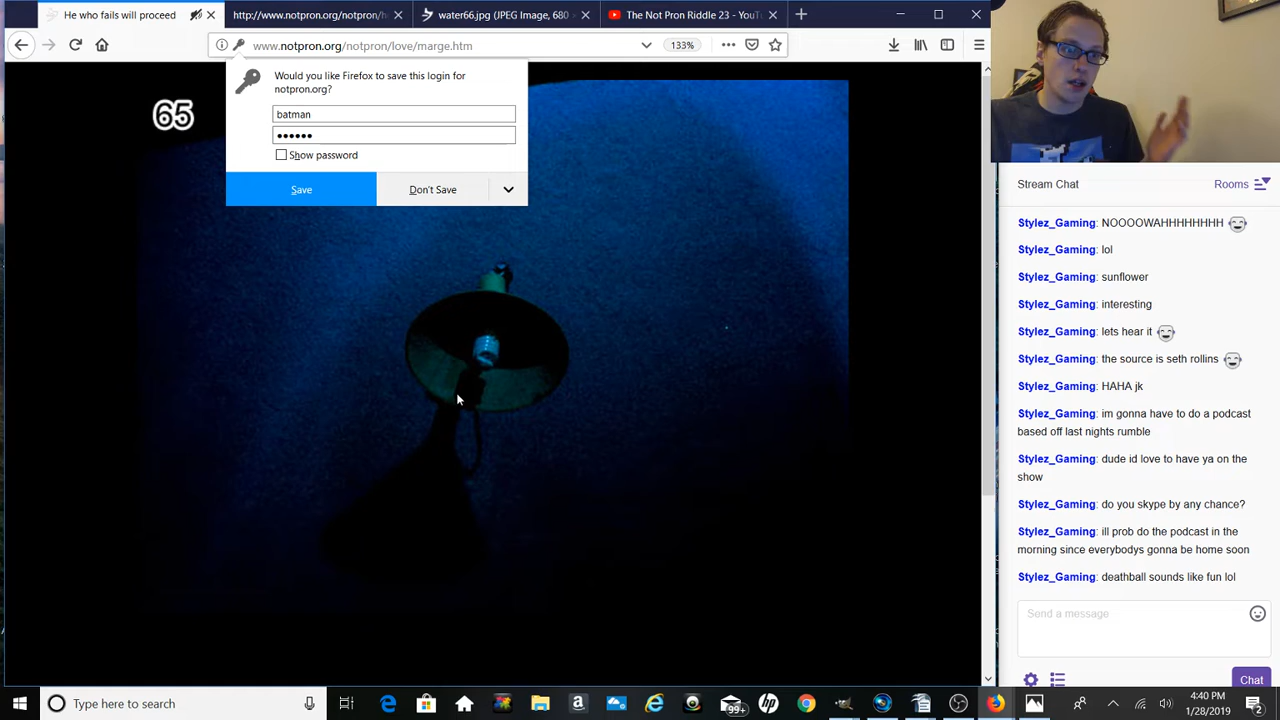 He who fails will proceed
http://www.notpron.org/notpron/h
water66.jpg (JPEG Image, 680
The Not Pron Riddle 23 - You
www.notpron.org/notpron/love/marge.htm
133%
Would you like Firefox to save this login for
notpron.org?
batman
••••••
Show password
Save
Don't Save
65
Stream Chat
Rooms
Stylez_Gaming: NOOOOWAHHHHHHHH
Stylez_Gaming: lol
Stylez_Gaming: sunflower
Stylez_Gaming: interesting
Stylez_Gaming: lets hear it
Stylez_Gaming: the source is seth rollins
Stylez_Gaming: HAHA jk
Stylez_Gaming: im gonna have to do a podcast
based off last nights rumble
Stylez_Gaming: dude id love to have ya on the
show
Stylez_Gaming: do you skype by any chance?
Stylez_Gaming: ill prob do the podcast in the
morning since everybodys gonna be home soon
Stylez_Gaming: deathball sounds like fun lol
Send a message
Chat
Type here to search
99+
4:40 PM
1/28/2019
2